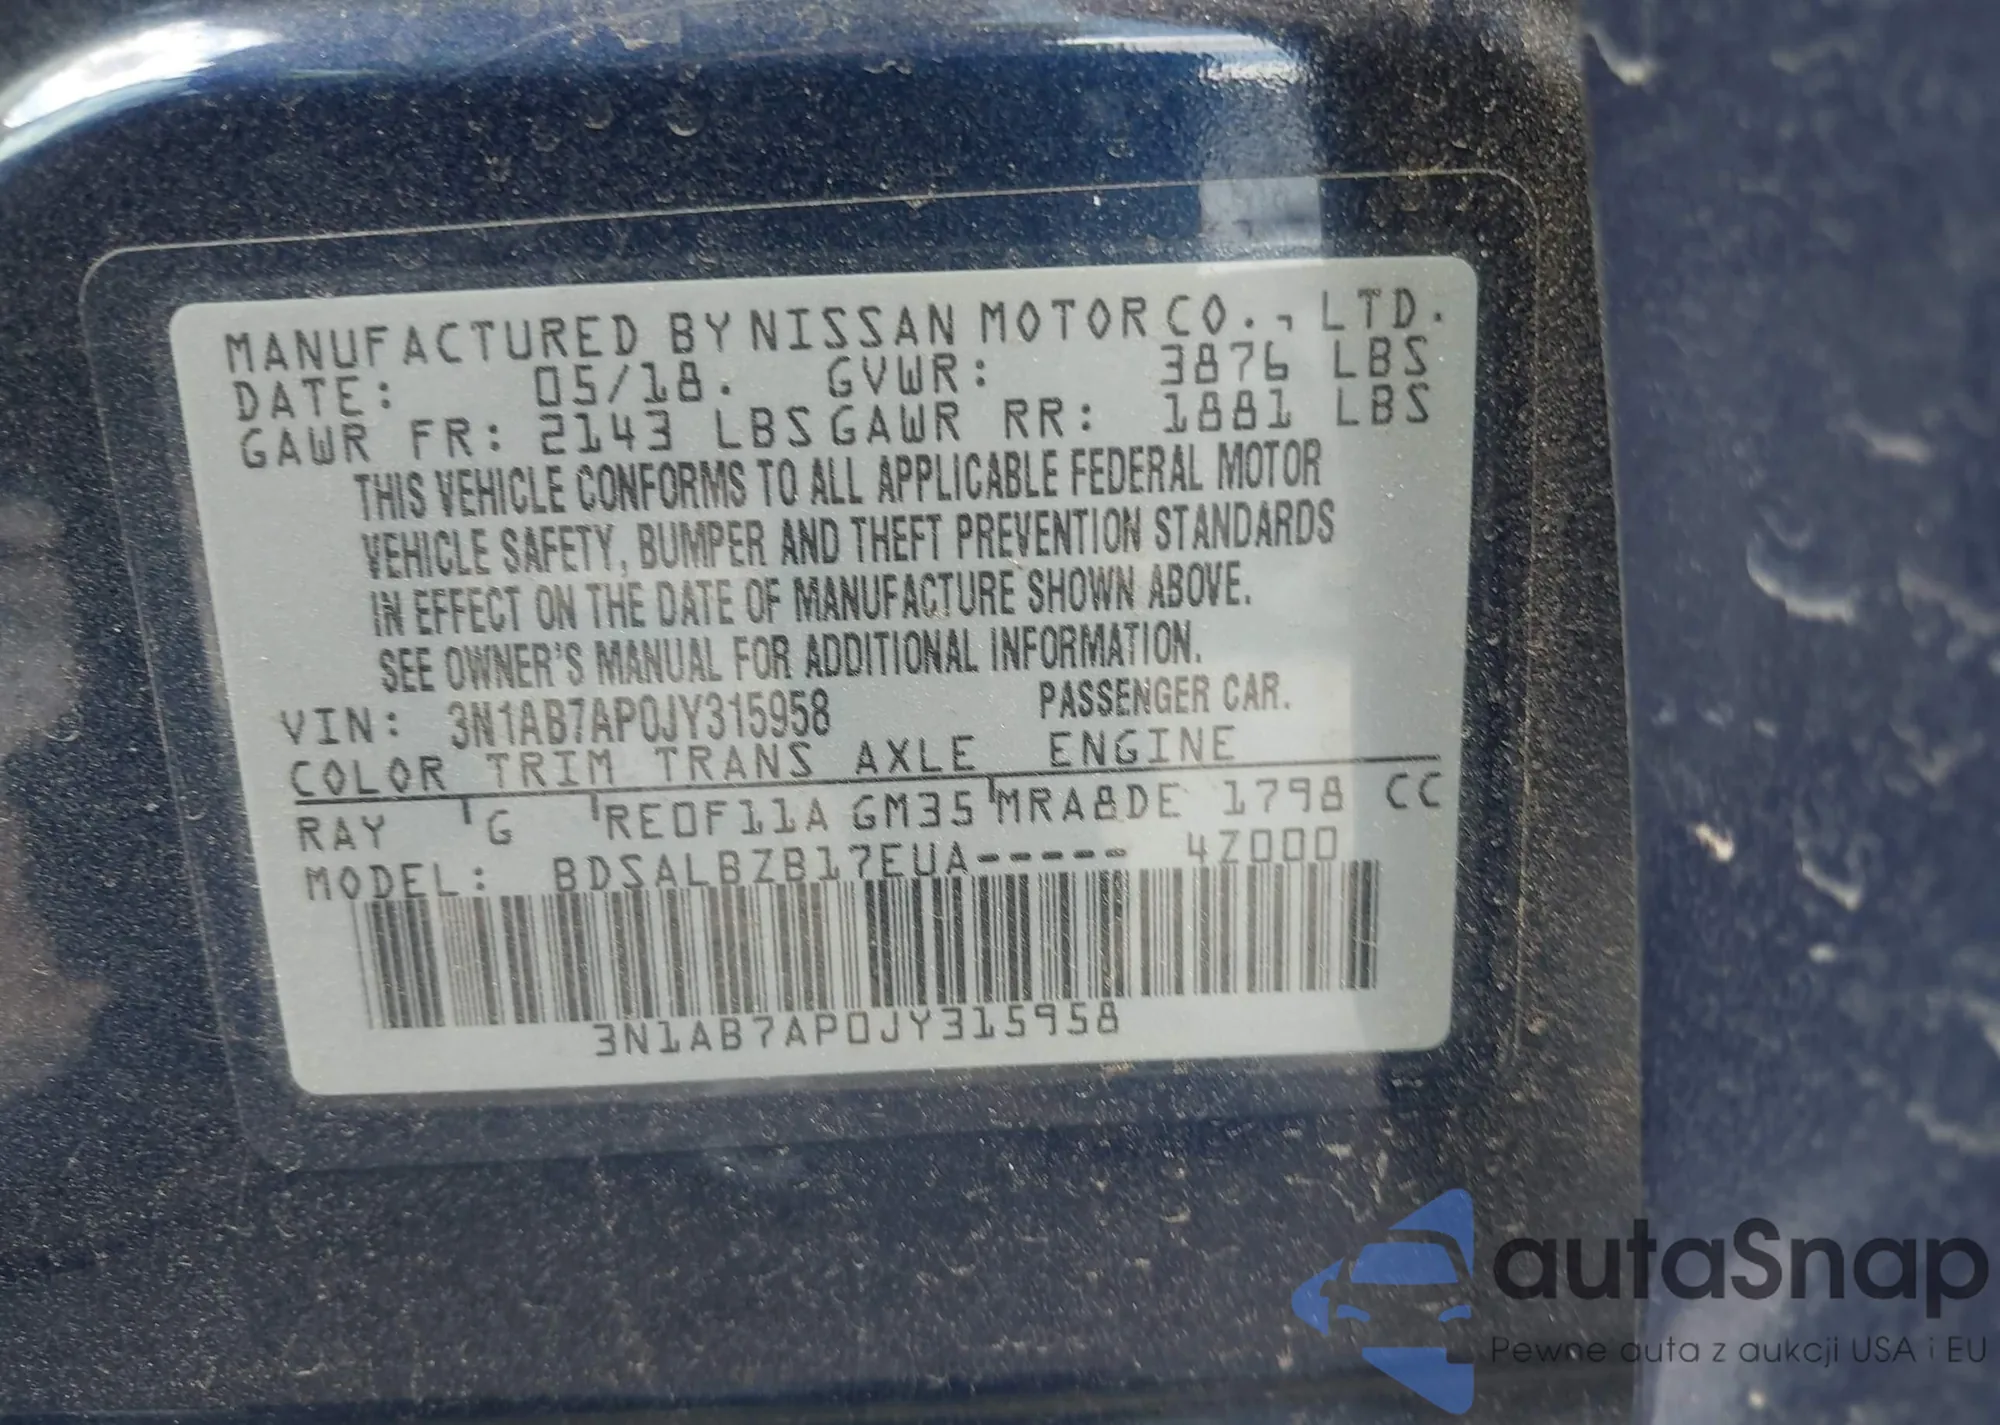 MANUFACTURED BY NISSAN MOTOR CO., LTD.
DATE: 05/18. GVWR: 3876 LBS
GAWR FR: 2143 LBS GAWR RR: 1881 LBS
THIS VEHICLE CONFORMS TO ALL APPLICABLE FEDERAL MOTOR
VEHICLE SAFETY, BUMPER AND THEFT PREVENTION STANDARDS
IN EFFECT ON THE DATE OF MANUFACTURE SHOWN ABOVE.
SEE OWNER'S MANUAL FOR ADDITIONAL INFORMATION.
VIN: 3N1AB7AP0JY315958 PASSENGER CAR.
COLOR TRIM TRANS AXLE ENGINE
RAY G RE0F11A GM35 MRA8DE 1798 CC
MODEL: BDSALBZB17EUA----- 4Z000
3N1AB7AP0JY315958
autaSnap
Pewne auta z aukcji USA i EU